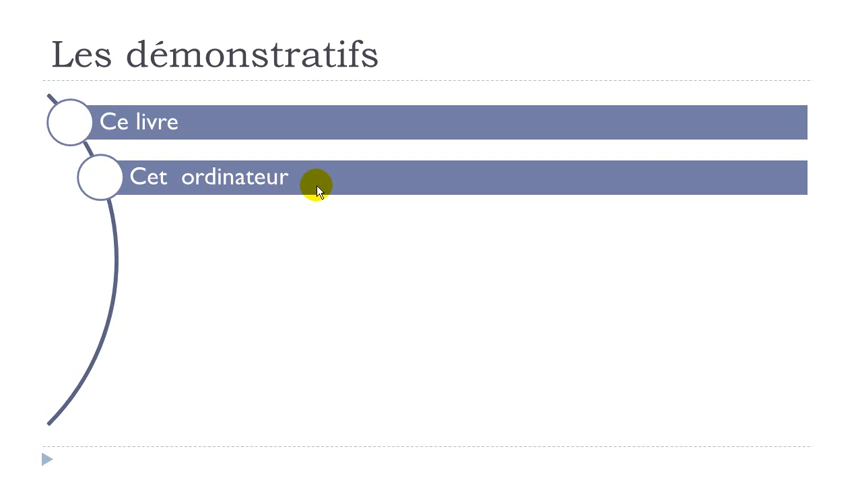 Les démonstratifs
Ce livre
Cet ordinateur